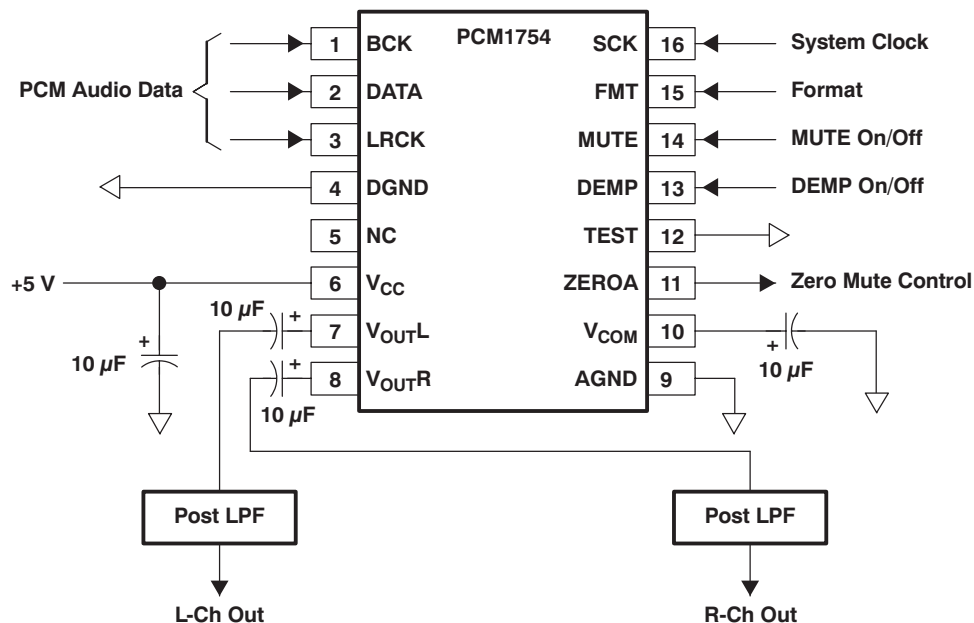 PCM1754
PCM Audio Data
1 BCK
2 DATA
3 LRCK
4 DGND
5 NC
6 VCC
7 VOUTL
8 VOUTR
SCK 16
FMT 15
MUTE 14
DEMP 13
TEST 12
ZEROA 11
VCOM 10
AGND 9
System Clock
Format
MUTE On/Off
DEMP On/Off
Zero Mute Control
+5 V
10 µF
+
+
10 µF
+
10 µF
+
10 µF
Post LPF
Post LPF
L-Ch Out
R-Ch Out